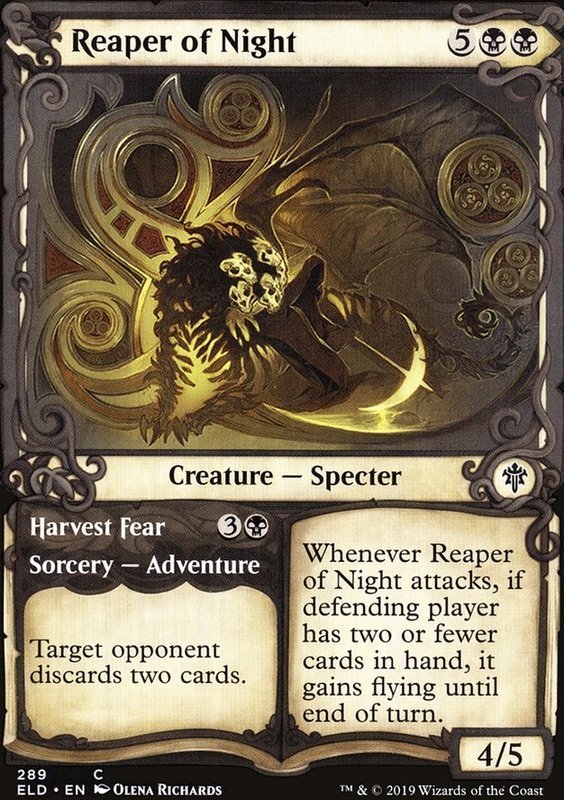 Reaper of Night 5
Creature — Specter
Harvest Fear 3
Sorcery — Adventure
Target opponent
discards two cards.
Whenever Reaper
of Night attacks, if
defending player
has two or fewer
cards in hand, it
gains flying until
end of turn.
4/5
289 C
ELD • EN Olena Richards
™ & © 2019 Wizards of the Coast